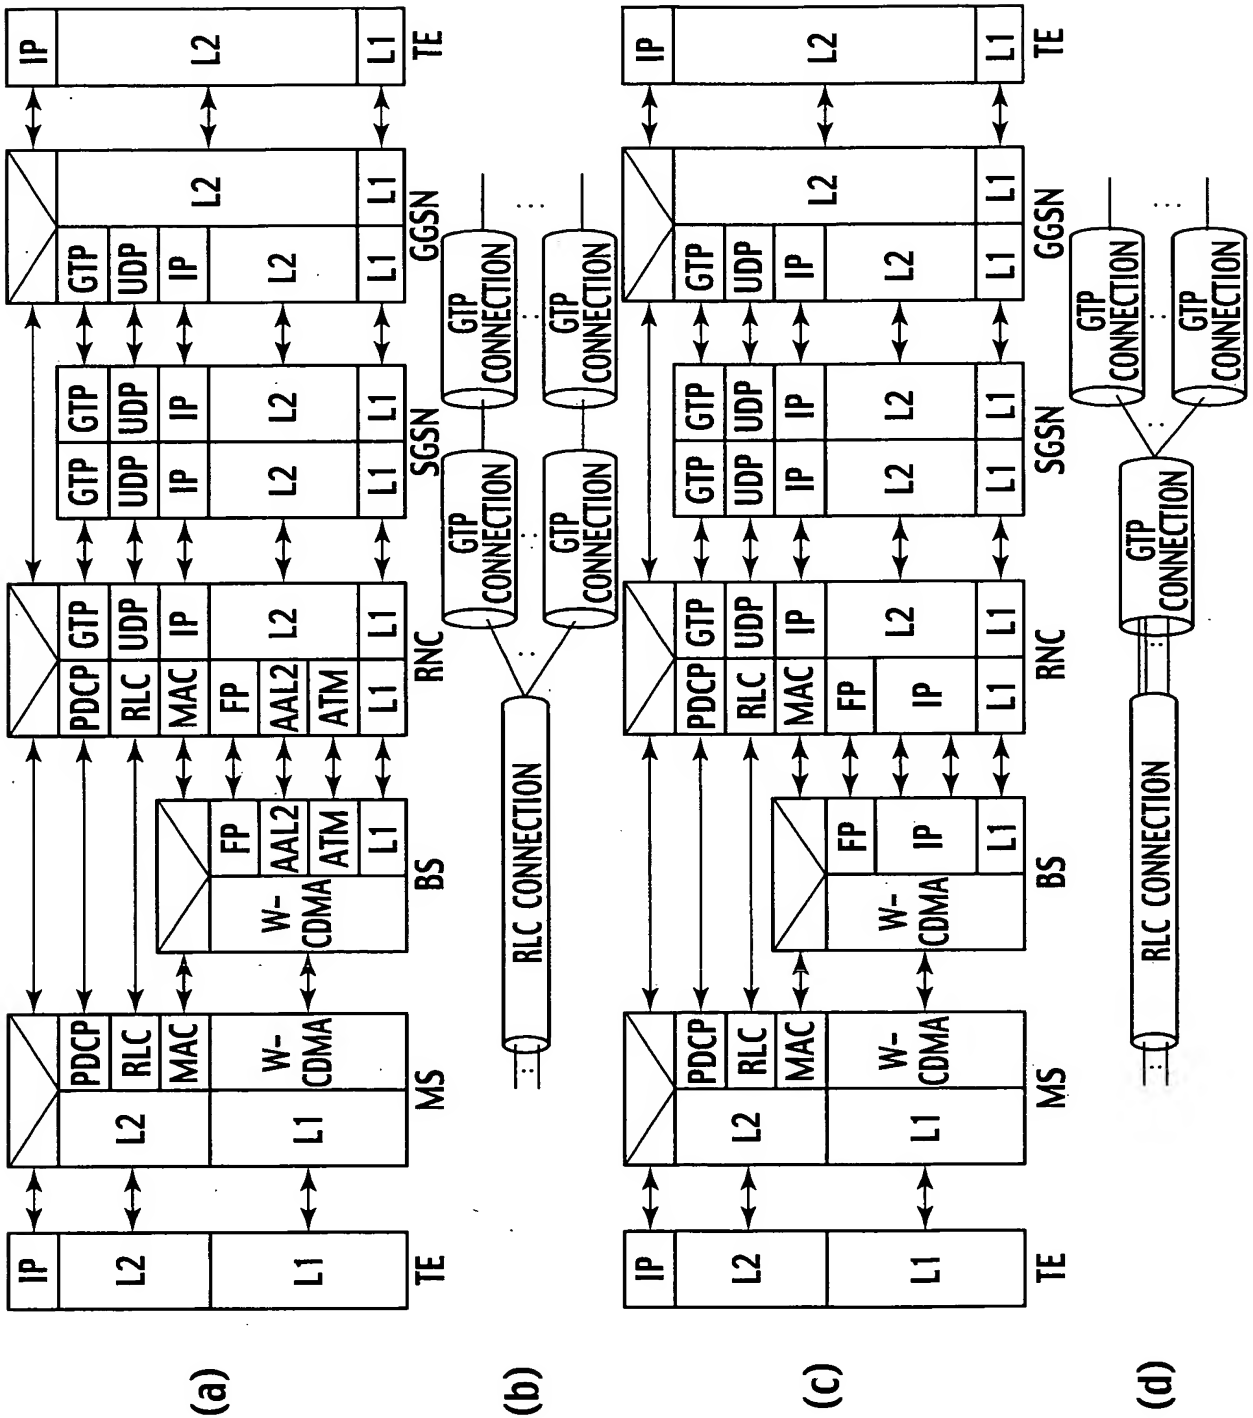 (a)
IP
L2
L1
TE
L2
L1
PDCP
RLC
MAC
W-
CDMA
MS
W-
CDMA
FP
AAL2
ATM
L1
BS
PDCP
RLC
MAC
FP
AAL2
ATM
L1
GTP
UDP
IP
L2
L1
RNC
GTP
UDP
IP
L2
L1
GTP
UDP
IP
L2
L1
SGSN
GTP
UDP
IP
L2
L1
L2
L1
GGSN
IP
L2
L1
TE
(b)
RLC CONNECTION
GTP
CONNECTION
GTP
CONNECTION
GTP
CONNECTION
GTP
CONNECTION
(c)
IP
L2
L1
TE
L2
L1
PDCP
RLC
MAC
W-
CDMA
MS
W-
CDMA
FP
IP
L1
BS
PDCP
RLC
MAC
FP
IP
L1
GTP
UDP
IP
L2
L1
RNC
GTP
UDP
IP
L2
L1
GTP
UDP
IP
L2
L1
SGSN
GTP
UDP
IP
L2
L1
L2
L1
GGSN
IP
L2
L1
TE
(d)
RLC CONNECTION
GTP
CONNECTION
GTP
CONNECTION
GTP
CONNECTION